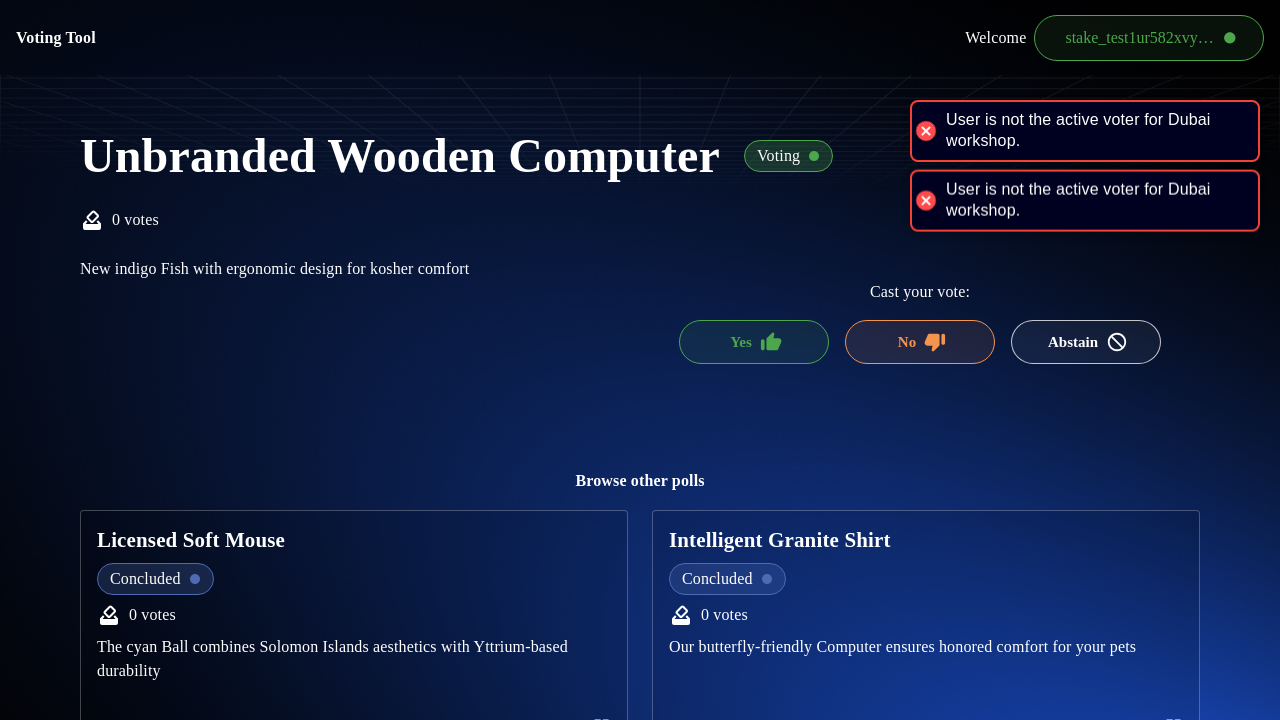 Voting Tool
Welcome
stake_test1ur582xvy…
User is not the active voter for Dubai
workshop.
User is not the active voter for Dubai
workshop.
Unbranded Wooden Computer
Voting
0 votes
New indigo Fish with ergonomic design for kosher comfort
Cast your vote:
Yes
No
Abstain
Browse other polls
Licensed Soft Mouse
Concluded
0 votes
The cyan Ball combines Solomon Islands aesthetics with Yttrium-based
durability
Intelligent Granite Shirt
Concluded
0 votes
Our butterfly-friendly Computer ensures honored comfort for your pets